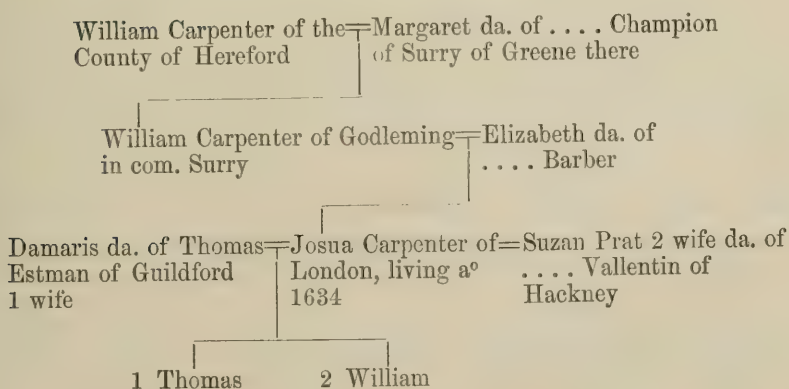 William Carpenter of the=Margaret da. of . . . . Champion
County of Hereford of Surry of Greene there
William Carpenter of Godleming=Elizabeth da. of
in com. Surry . . . . Barber
Damaris da. of Thomas=Josua Carpenter of=Suzan Prat 2 wife da. of
Estman of Guildford London, living aº . . . . Vallentin of
1 wife 1634 Hackney
1 Thomas 2 William